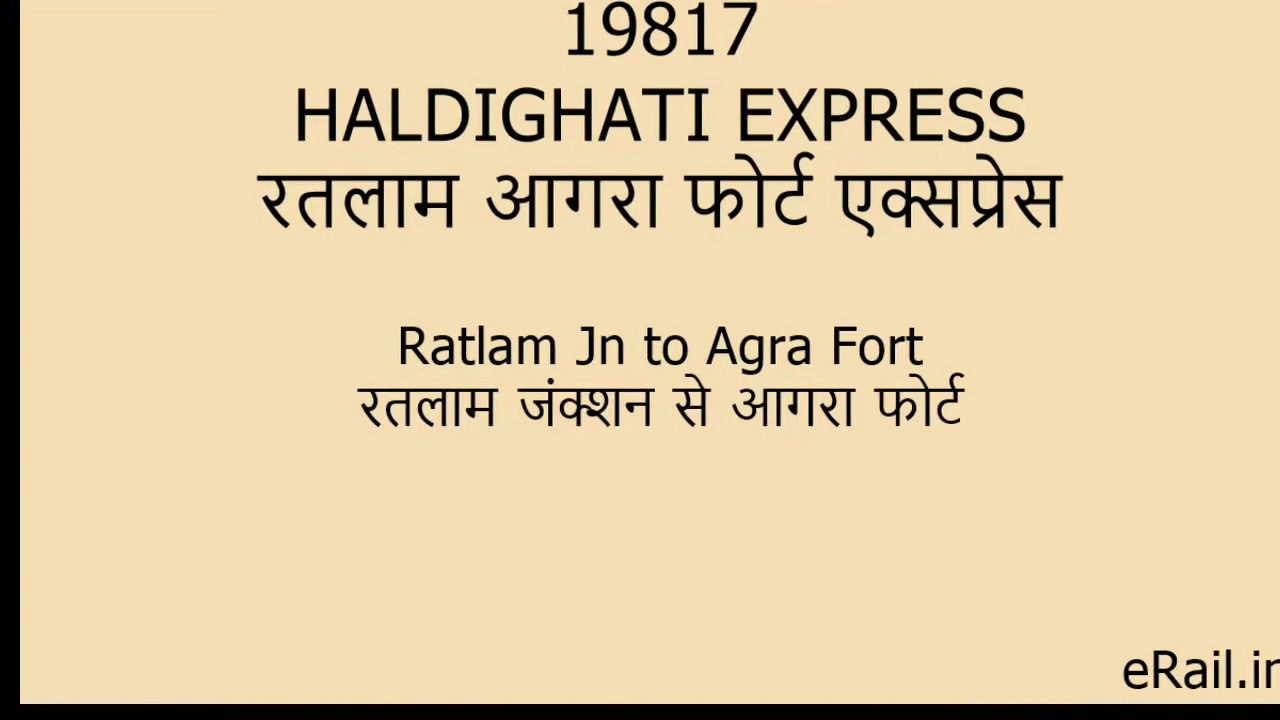 19817
HALDIGHATI EXPRESS
रतलाम आगरा फोर्ट एक्सप्रेस
Ratlam Jn to Agra Fort
रतलाम जंक्शन से आगरा फोर्ट
eRail.in